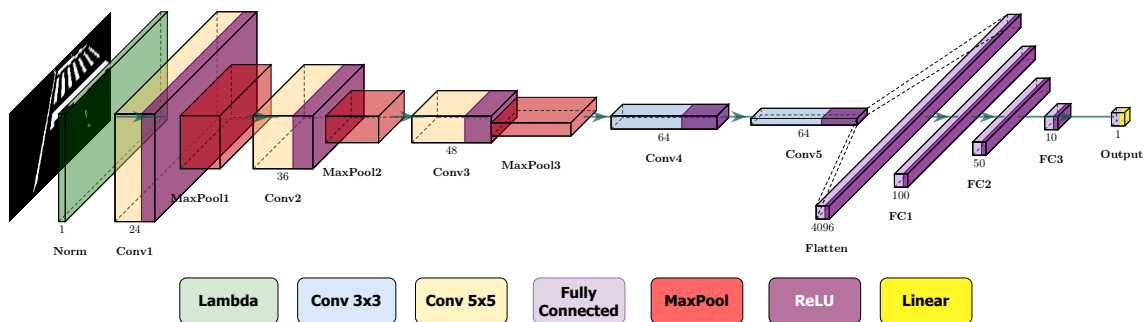 1
Norm
24
Conv1
MaxPool1
36
Conv2
MaxPool2
48
Conv3
MaxPool3
64
Conv4
64
Conv5
4096
Flatten
100
FC1
50
FC2
10
FC3
1
Output
Lambda
Conv 3x3
Conv 5x5
Fully
Connected
MaxPool
ReLU
Linear